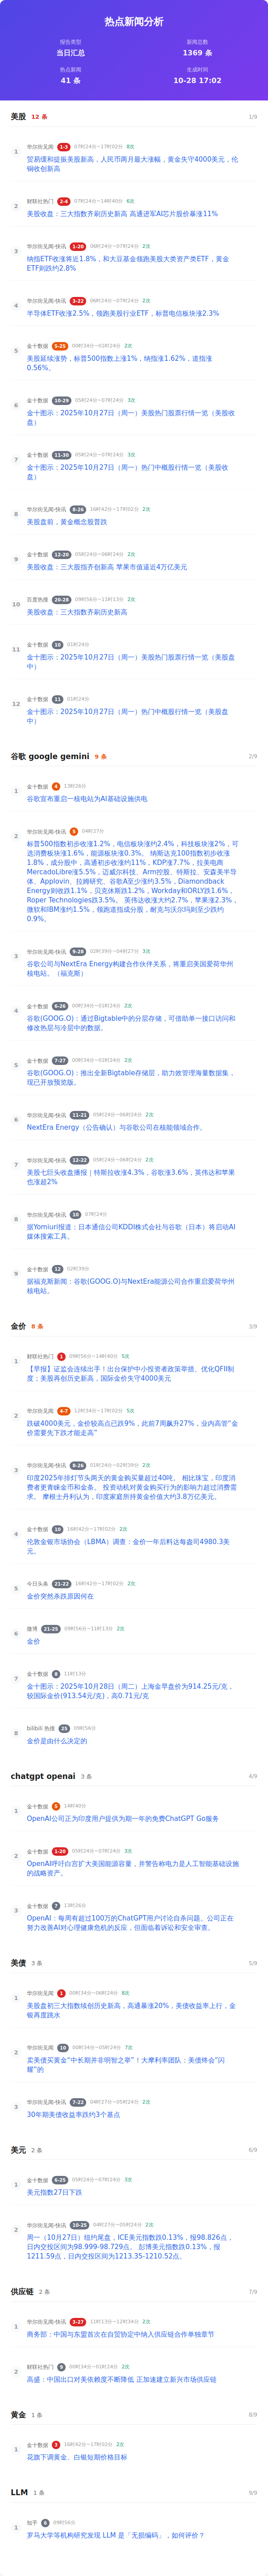 热点新闻分析
报告类型
当日汇总
新闻总数
1369 条
热点新闻
41 条
生成时间
10-28 17:02
美股 12 条 1/9
1
华尔街见闻 1-3 07时24分~17时02分 8次
贸易缓和提振美股新高，人民币两月最大涨幅，黄金失守4000美元，伦
铜收创新高
2
财联社热门 2-4 07时24分~14时40分 6次
美股收盘：三大指数齐刷历史新高 高通进军AI芯片股价暴涨11%
3
华尔街见闻-快讯 1-20 06时24分~07时24分 2次
纳指ETF收涨将近1.8%，和大豆基金领跑美股大类资产类ETF，黄金
ETF则跌约2.8%
4
华尔街见闻-快讯 3-22 06时24分~07时24分 2次
半导体ETF收涨2.5%，领跑美股行业ETF，标普电信板块涨2.3%
5
金十数据 5-25 00时34分~02时24分 2次
美股延续涨势，标普500指数上涨1%，纳指涨1.62%，道指涨
0.56%。
6
金十数据 10-29 05时24分~07时24分 3次
金十图示：2025年10月27日（周一）美股热门股票行情一览（美股收
盘）
7
金十数据 11-30 05时24分~07时24分 3次
金十图示：2025年10月27日（周一）热门中概股行情一览（美股收
盘）
8
华尔街见闻-快讯 8-26 16时42分~17时02分 2次
美股盘前，黄金概念股普跌
9
金十数据 12-20 05时24分~06时24分 2次
美股收盘：三大股指齐创新高 苹果市值逼近4万亿美元
10
百度热搜 20-28 09时56分~11时13分 2次
美股收盘：三大指数齐刷历史新高
11
金十数据 10 01时24分
金十图示：2025年10月27日（周一）美股热门股票行情一览（美股盘
中）
12
金十数据 11 01时24分
金十图示：2025年10月27日（周一）热门中概股行情一览（美股盘
中）
谷歌 google gemini 9 条 2/9
1
金十数据 4 13时26分
谷歌宣布重启一核电站为AI基础设施供电
2
华尔街见闻-快讯 5 04时27分
标普500指数初步收涨1.2%，电信板块涨约2.4%，科技板块涨2%，可
选消费板块涨1.6%，能源板块涨0.3%。 纳斯达克100指数初步收涨
1.8%，成分股中，高通初步收涨约11%，KDP涨7.7%，拉美电商
MercadoLibre涨5.5%，迈威尔科技、Arm控股、特斯拉、安森美半导
体、Applovin、拉姆研究、谷歌A至少涨约3.5%，Diamondback
Energy则收跌1.1%，贝克休斯跌1.2%，Workday和ORLY跌1.6%，
Roper Technologies跌3.5%。 英伟达收涨大约2.7%，苹果涨2.3%，
微软和IBM涨约1.5%，领跑道指成分股，耐克与沃尔玛则至少跌约
0.9%。
3
华尔街见闻-快讯 9-28 02时39分~04时27分 3次
谷歌公司与NextEra Energy构建合作伙伴关系，将重启美国爱荷华州
核电站。（福克斯）
4
金十数据 6-26 00时34分~01时24分 2次
谷歌(GOOG.O)：通过Bigtable中的分层存储，可借助单一接口访问和
修改热层与冷层中的数据。
5
金十数据 7-27 00时34分~01时24分 2次
谷歌(GOOG.O)：推出全新Bigtable存储层，助力效管理海量数据集，
现已开放预览版。
6
华尔街见闻-快讯 11-21 05时24分~06时24分 2次
NextEra Energy（公告确认）与谷歌公司在核能领域合作。
7
华尔街见闻-快讯 12-22 05时24分~06时24分 2次
美股七巨头收盘播报｜特斯拉收涨4.3%，谷歌涨3.6%，英伟达和苹果
也涨超2%
8
华尔街见闻-快讯 10 07时24分
据Yomiuri报道：日本通信公司KDDI株式会社与谷歌（日本）将启动AI
媒体搜索工具。
9
金十数据 12 02时39分
据福克斯新闻：谷歌(GOOG.O)与NextEra能源公司合作重启爱荷华州
核电站。
金价 8 条 3/9
1
财联社热门 1 09时56分~14时40分 5次
【早报】证监会连续出手！出台保护中小投资者政策举措、优化QFII制
度；美股再创历史新高，国际金价失守4000美元
2
华尔街见闻 4-7 12时34分~17时02分 5次
跌破4000美元，金价较高点已跌9%，此前7周飙升27%，业内高管“金
价需要先下跌才能走高”
3
华尔街见闻-快讯 8-26 01时24分~02时39分 2次
印度2025年排灯节头两天的黄金购买量超过40吨。 相比珠宝，印度消
费者更青睐金币和金条。 投资动机对黄金购买行为的影响力超过消费需
求。 摩根士丹利认为，印度家庭所持黄金价值大约3.8万亿美元。
4
金十数据 10 16时42分~17时02分 2次
伦敦金银市场协会（LBMA）调查：金价一年后料达每盎司4980.3美
元。
5
今日头条 21-22 16时42分~17时02分 2次
金价突然杀跌原因何在
6
微博 21-25 09时56分~11时13分 2次
金价
7
金十数据 8 11时13分
金十图示：2025年10月28日（周二）上海金早盘价为914.25元/克，
较国际金价(913.54元/克)，高0.71元/克
8
bilibili 热搜 25 09时56分
金价是由什么决定的
chatgpt openai 3 条 4/9
1
金十数据 5 14时40分
OpenAI公司正为印度用户提供为期一年的免费ChatGPT Go服务
2
金十数据 1-20 05时24分~07时24分 3次
OpenAI呼吁白宫扩大美国能源容量，并警告称电力是人工智能基础设施
的战略资产。
3
金十数据 7 13时26分
OpenAI：每周有超过100万的ChatGPT用户讨论自杀问题。公司正在
努力改善AI对心理健康危机的反应，但面临着诉讼和安全审查。
美债 3 条 5/9
1
华尔街见闻 1 00时34分~06时24分 8次
美股盘初三大指数续创历史新高，高通暴涨20%，美债收益率上行，金
银再度跳水
2
华尔街见闻 10 00时34分~05时24分 7次
卖美债买黄金“中长期并非明智之举”！大摩利率团队：美债终会“闪
耀”的
3
华尔街见闻-快讯 7-22 04时27分~05时24分 2次
30年期美债收益率跌约3个基点
美元 2 条 6/9
1
金十数据 6-25 05时24分~07时24分 3次
美元指数27日下跌
2
华尔街见闻-快讯 10-25 04时27分~05时24分 2次
周一（10月27日）纽约尾盘，ICE美元指数跌0.13%，报98.826点，
日内交投区间为98.999-98.729点。 彭博美元指数跌0.13%，报
1211.59点，日内交投区间为1213.35-1210.52点。
供应链 2 条 7/9
1
华尔街见闻-快讯 3-27 11时13分~12时34分 2次
商务部：中国与东盟首次在自贸协定中纳入供应链合作单独章节
2
财联社热门 9 00时34分~01时24分 2次
高盛：中国出口对美依赖度不断降低 正加速建立新兴市场供应链
黄金 1 条 8/9
1
金十数据 3 16时42分~17时02分 2次
花旗下调黄金、白银短期价格目标
LLM 1 条 9/9
1
知乎 6 09时56分
罗马大学等机构研究发现 LLM 是「无损编码」，如何评价？